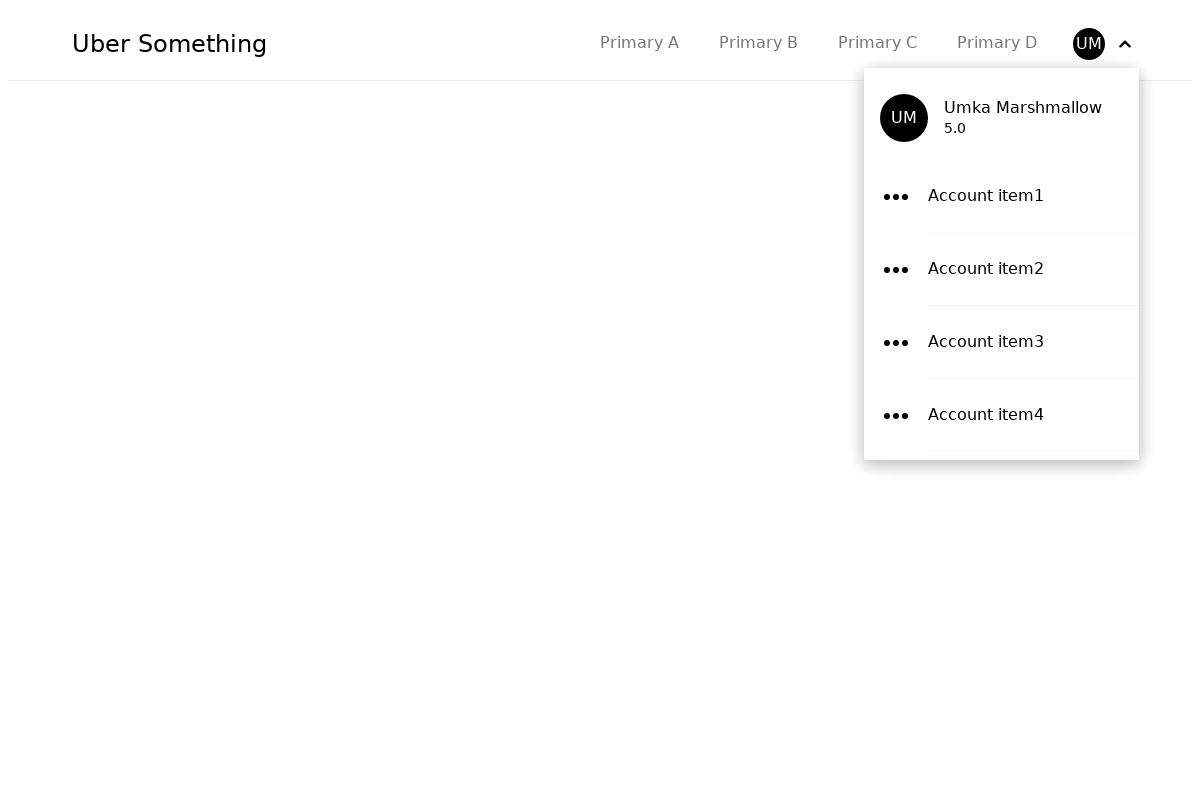 Uber Something
Primary A
Primary B
Primary C
Primary D
UM
UM
Umka Marshmallow
5.0
Account item1
Account item2
Account item3
Account item4